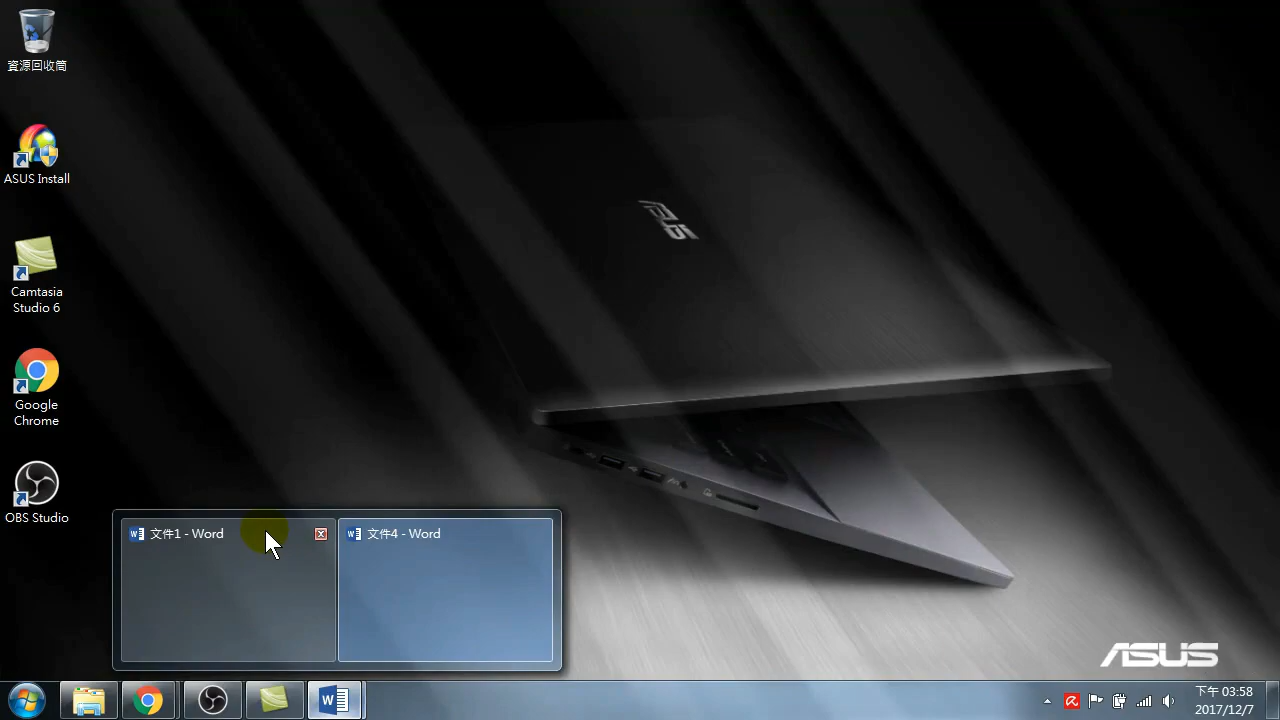 資源回收筒
ASUS Install
Camtasia
Studio 6
Google
Chrome
OBS Studio
ASUS
文件1 - Word
文件4 - Word
ASUS
下午 03:58
2017/12/7